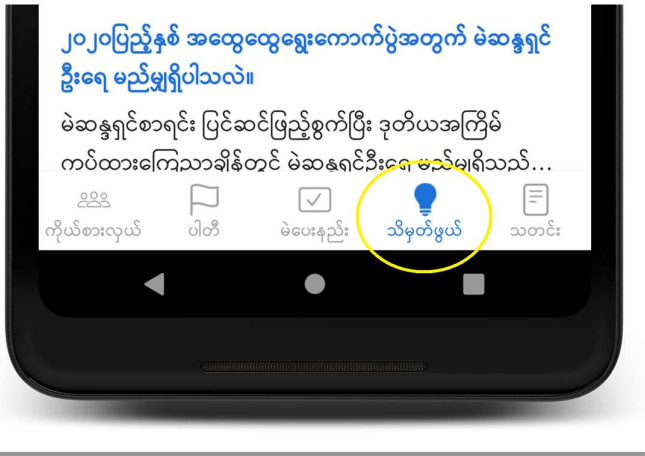 ၂၀၂၀ပြည့်နှစ် အထွေထွေရွေးကောက်ပွဲအတွက် မဲဆန္ဒရှင်
ဦးရေ မည်မျှရှိပါသလဲ။
မဲဆန္ဒရှင်စာရင်း ပြင်ဆင်ဖြည့်စွက်ပြီး ဒုတိယအကြိမ်
ကပ်ထားကြေညာချိန်တွင် မဲဆန္ဒရှင်ဦးရေ မည်မျှရှိသည်...
ကိုယ်စားလှယ် ပါတီ မဲပေးနည်း သိမှတ်ဖွယ် သတင်း